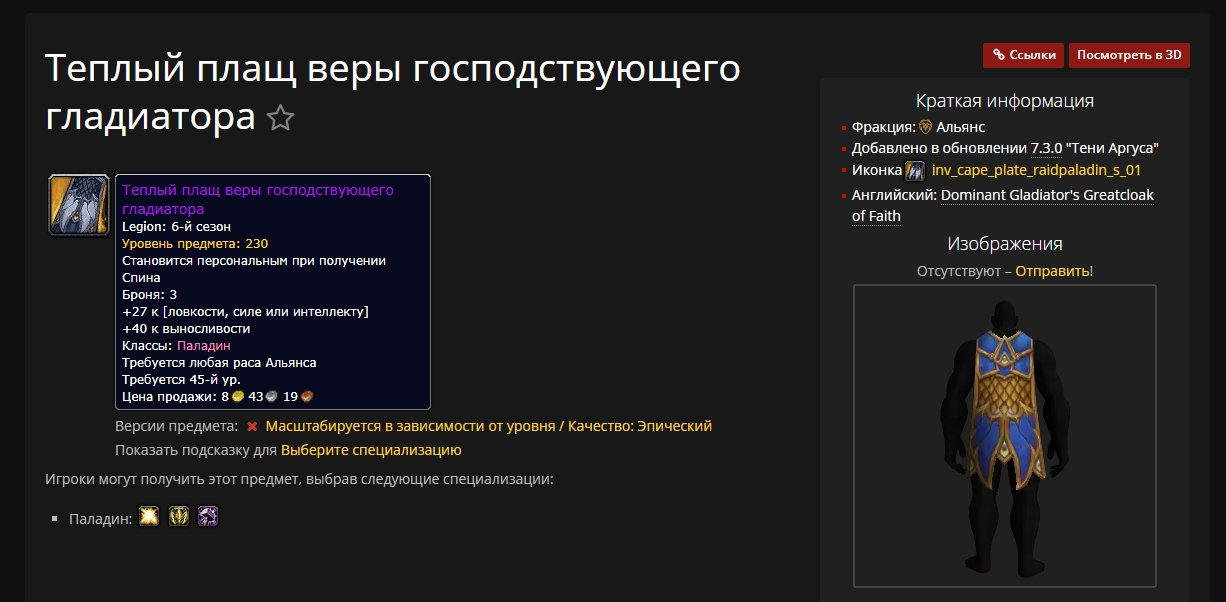 Теплый плащ веры господствующего
гладиатора
Теплый плащ веры господствующего
гладиатора
Legion: 6-й сезон
Уровень предмета: 230
Становится персональным при получении
Спина
Броня: 3
+27 к [ловкости, силе или интеллекту]
+40 к выносливости
Классы: Паладин
Требуется любая раса Альянса
Требуется 45-й ур.
Цена продажи: 8 43 19
Версии предмета: Масштабируется в зависимости от уровня / Качество: Эпический
Показать подсказку для Выберите специализацию
Игроки могут получить этот предмет, выбрав следующие специализации:
Паладин:
Ссылки
Посмотреть в 3D
Краткая информация
Фракция: Альянс
Добавлено в обновлении 7.3.0 "Тени Аргуса"
Иконка inv_cape_plate_raidpaladin_s_01
Английский: Dominant Gladiator's Greatcloak
of Faith
Изображения
Отсутствуют – Отправить!